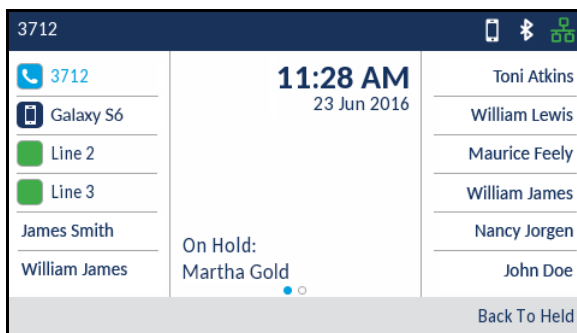 3712
3712
Galaxy S6
Line 2
Line 3
James Smith
William James
11:28 AM
23 Jun 2016
On Hold:
Martha Gold
Toni Atkins
William Lewis
Maurice Feely
William James
Nancy Jorgen
John Doe
Back To Held